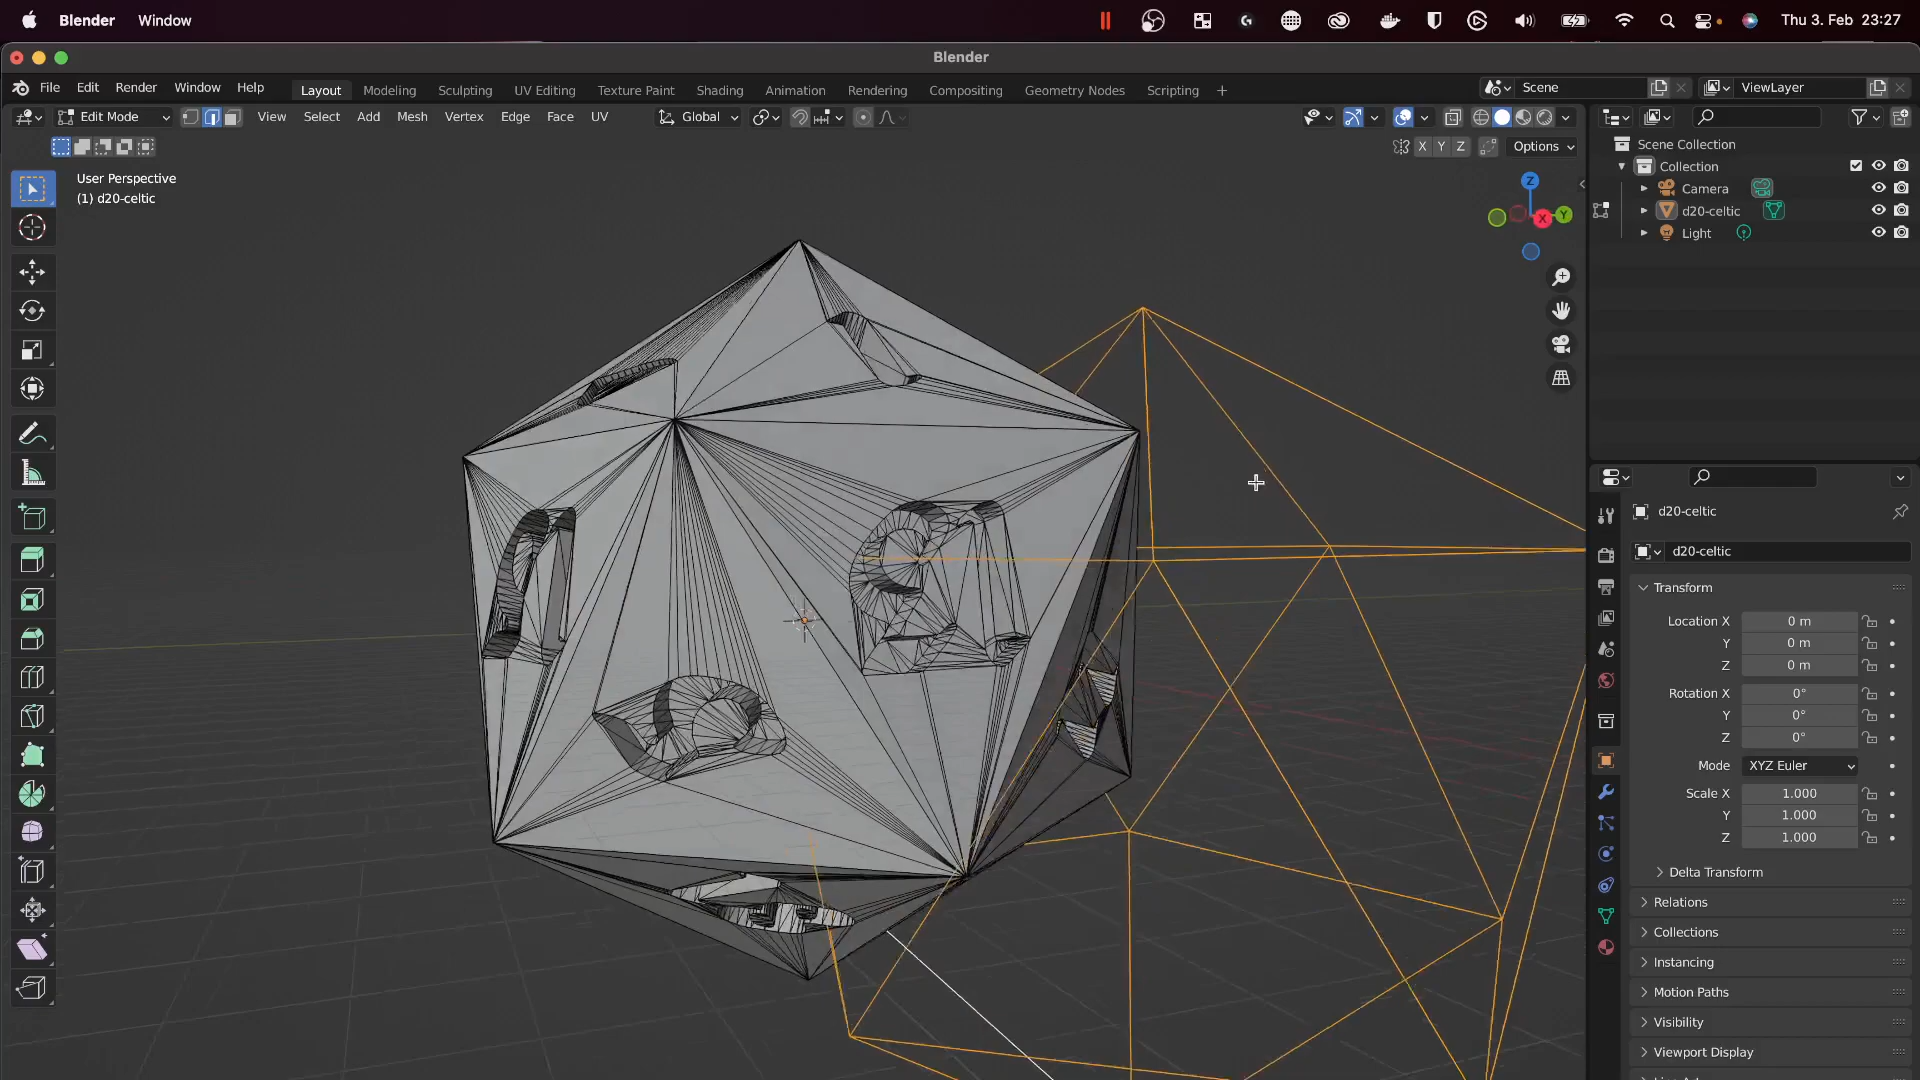 Blender Window Thu 3. Feb 23:27
Blender
File Edit Render Window Help Layout Modeling Sculpting UV Editing Texture Paint Shading Animation Rendering Compositing Geometry Nodes Scripting + Scene ViewLayer
Edit Mode View Select Add Mesh Vertex Edge Face UV Global
X Y Z Options
User Perspective
(1) d20-celtic
Z
X
Y
Scene Collection
Collection
Camera
d20-celtic
Light
d20-celtic
d20-celtic
Transform
Location X 0 m
Y 0 m
Z 0 m
Rotation X 0°
Y 0°
Z 0°
Mode XYZ Euler
Scale X 1.000
Y 1.000
Z 1.000
Delta Transform
Relations
Collections
Instancing
Motion Paths
Visibility
Viewport Display